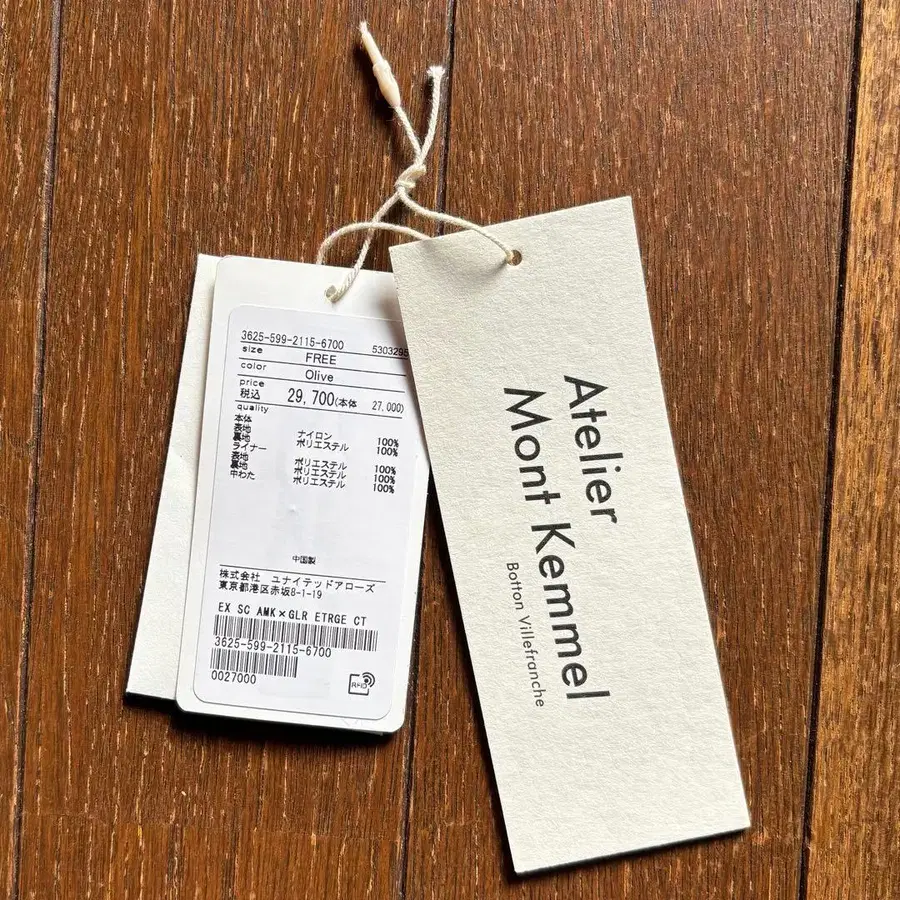 3625-599-2115-6700 5303295
size FREE
color Olive
price
税込 29,700(本体 27,000)
quality
本体
表地 ナイロン 100%
裏地 ポリエステル 100%
ライナー
表地 ポリエステル 100%
裏地 ポリエステル 100%
中わた ポリエステル 100%
中国製
株式会社 ユナイテッドアローズ
東京都港区赤坂8-1-19
EX SC AMK×GLR ETRGE CT
3625-599-2115-6700
0027000
RFID
Atelier
Mont Kemmel
Botton Villefranche